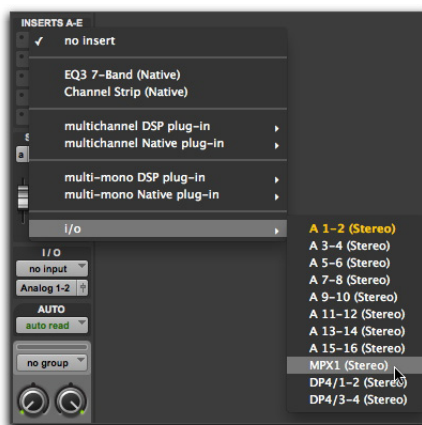 INSERTS A-E
no insert
EQ3 7-Band (Native)
Channel Strip (Native)
multichannel DSP plug-in
multichannel Native plug-in
multi-mono DSP plug-in
multi-mono Native plug-in
i/o
A 1-2 (Stereo)
A 3-4 (Stereo)
A 5-6 (Stereo)
A 7-8 (Stereo)
A 9-10 (Stereo)
A 11-12 (Stereo)
A 13-14 (Stereo)
A 15-16 (Stereo)
MPX1 (Stereo)
DP4/1-2 (Stereo)
DP4/3-4 (Stereo)
S
a
I / O
no input
Analog 1-2
AUTO
auto read
no group